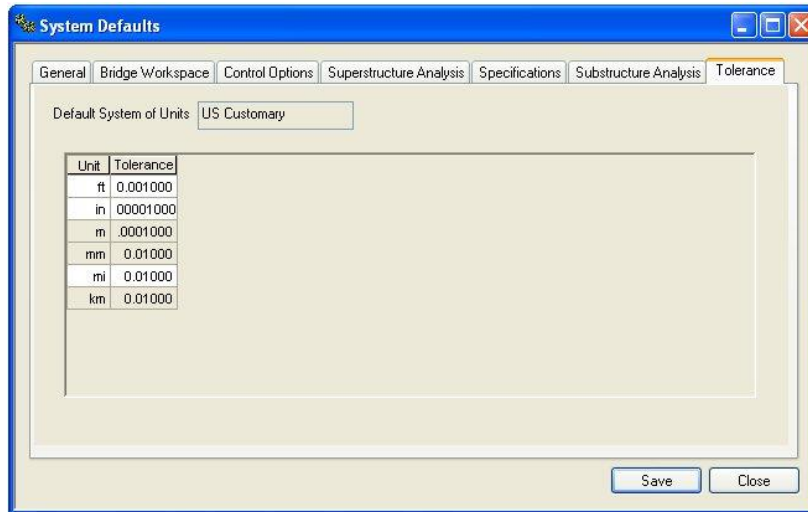 System Defaults
General Bridge Workspace Control Options Superstructure Analysis Specifications Substructure Analysis Tolerance
Default System of Units US Customary
Unit Tolerance
ft 0.001000
in 00001000
m .0001000
mm 0.01000
mi 0.01000
km 0.01000
Save Close